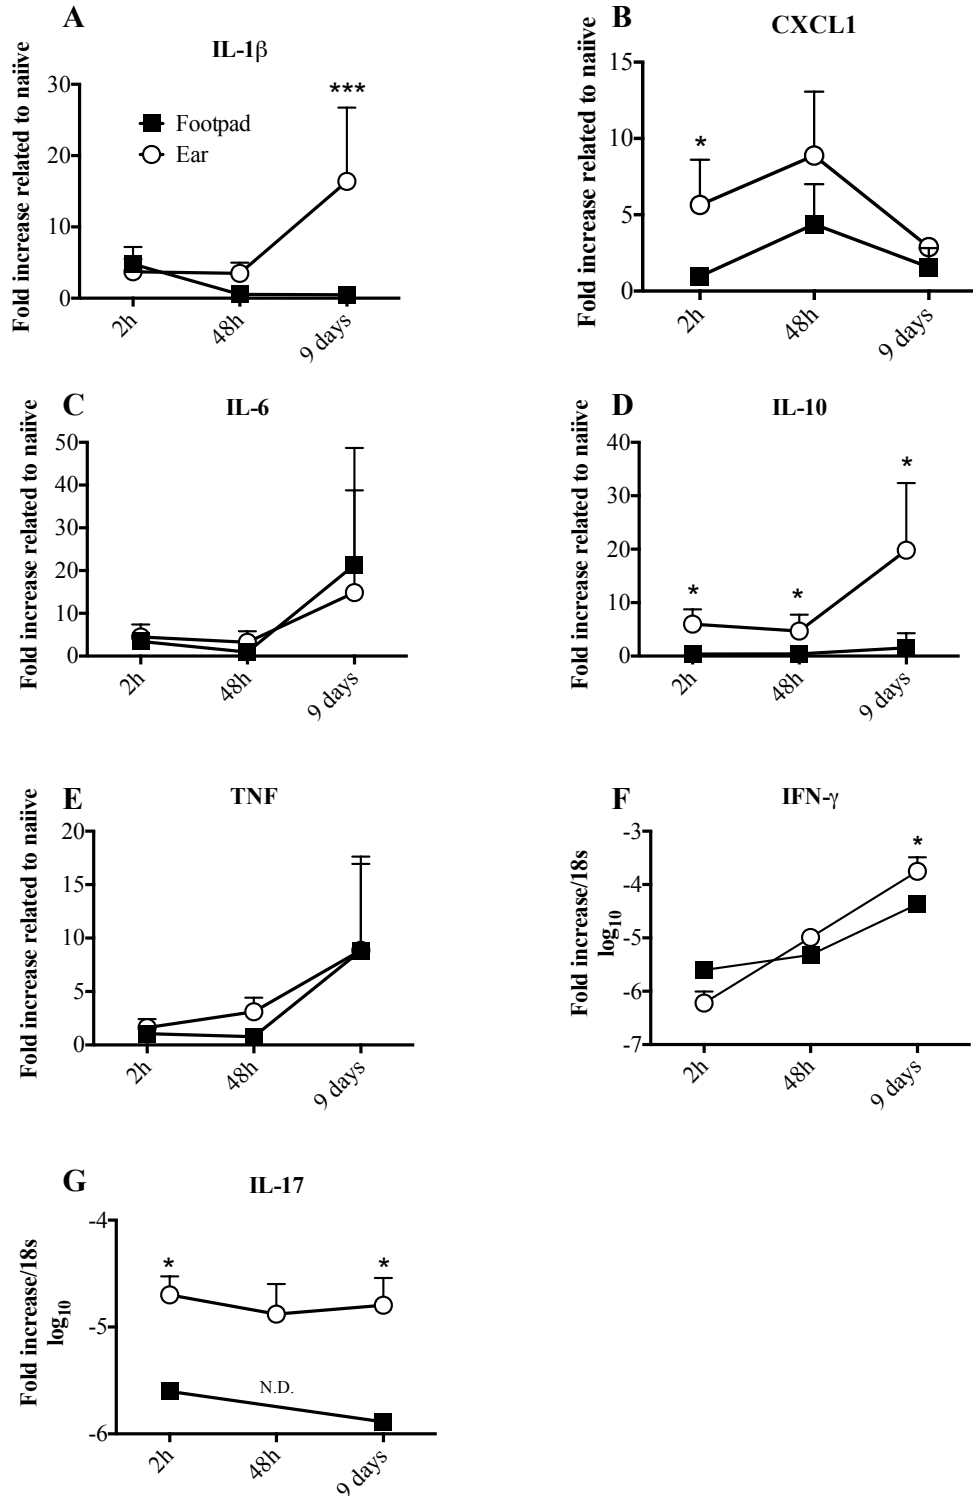 A
IL-1β
Fold increase related to naiive
30
20
10
0
Footpad
Ear
***
2h
48h
9 days
B
CXCL1
Fold increase related to naiive
15
10
5
0
*
2h
48h
9 days
C
IL-6
Fold increase related to naiive
50
40
30
20
10
0
2h
48h
9 days
D
IL-10
Fold increase related to naiive
40
30
20
10
0
*
*
*
2h
48h
9 days
E
TNF
Fold increase related to naiive
20
15
10
5
0
2h
48h
9 days
F
IFN-γ
Fold increase/18s
log10
-3
-4
-5
-6
-7
*
2h
48h
9 days
G
IL-17
Fold increase/18s
log10
-4
-5
-6
*
*
N.D.
2h
48h
9 days